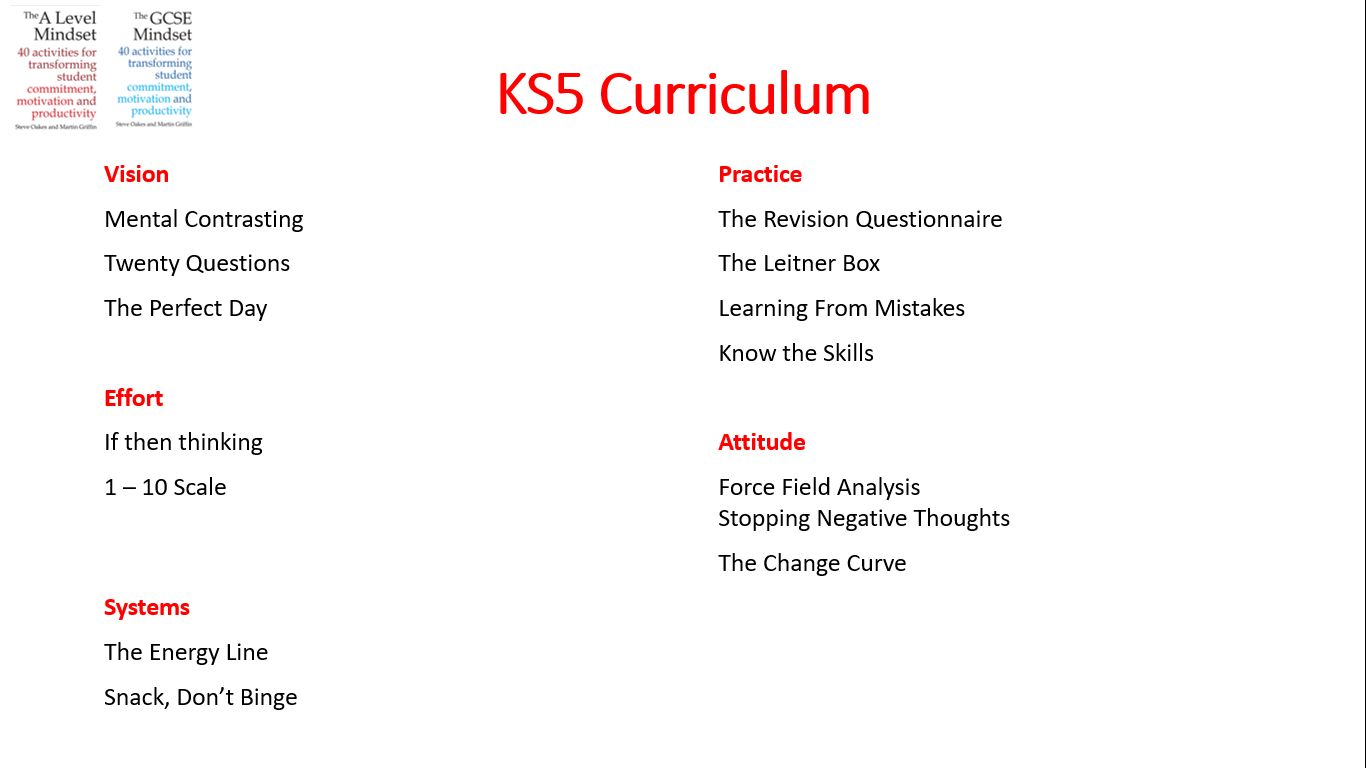 The A Level
Mindset
40 activities for
transforming
student
commitment,
motivation and
productivity
Steve Oakes and Martin Griffin
The GCSE
Mindset
40 activities for
transforming
student
commitment,
motivation and
productivity
Steve Oakes and Martin Griffin
KS5 Curriculum
Vision
Mental Contrasting
Twenty Questions
The Perfect Day
Effort
If then thinking
1 – 10 Scale
Systems
The Energy Line
Snack, Don’t Binge
Practice
The Revision Questionnaire
The Leitner Box
Learning From Mistakes
Know the Skills
Attitude
Force Field Analysis
Stopping Negative Thoughts
The Change Curve